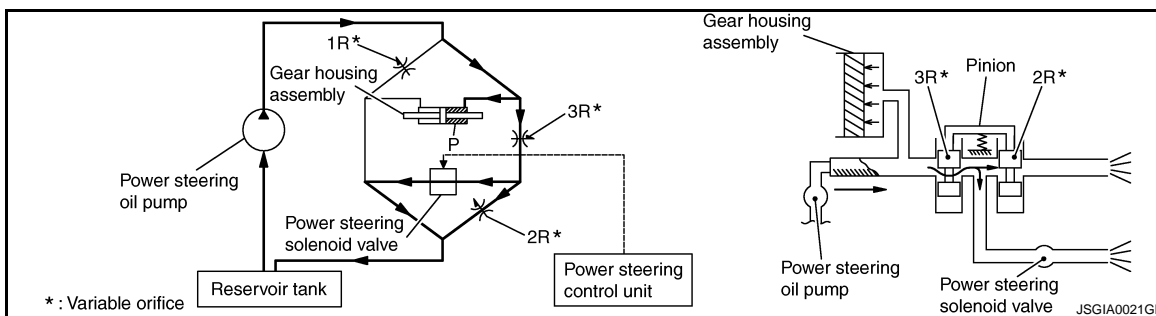 1R*
Gear housing
assembly
3R*
P
Power steering
oil pump
Power steering
solenoid valve
2R*
Reservoir tank
Power steering
control unit
* : Variable orifice
Gear housing
assembly
Pinion
3R*
2R*
Power steering
oil pump
Power steering
solenoid valve